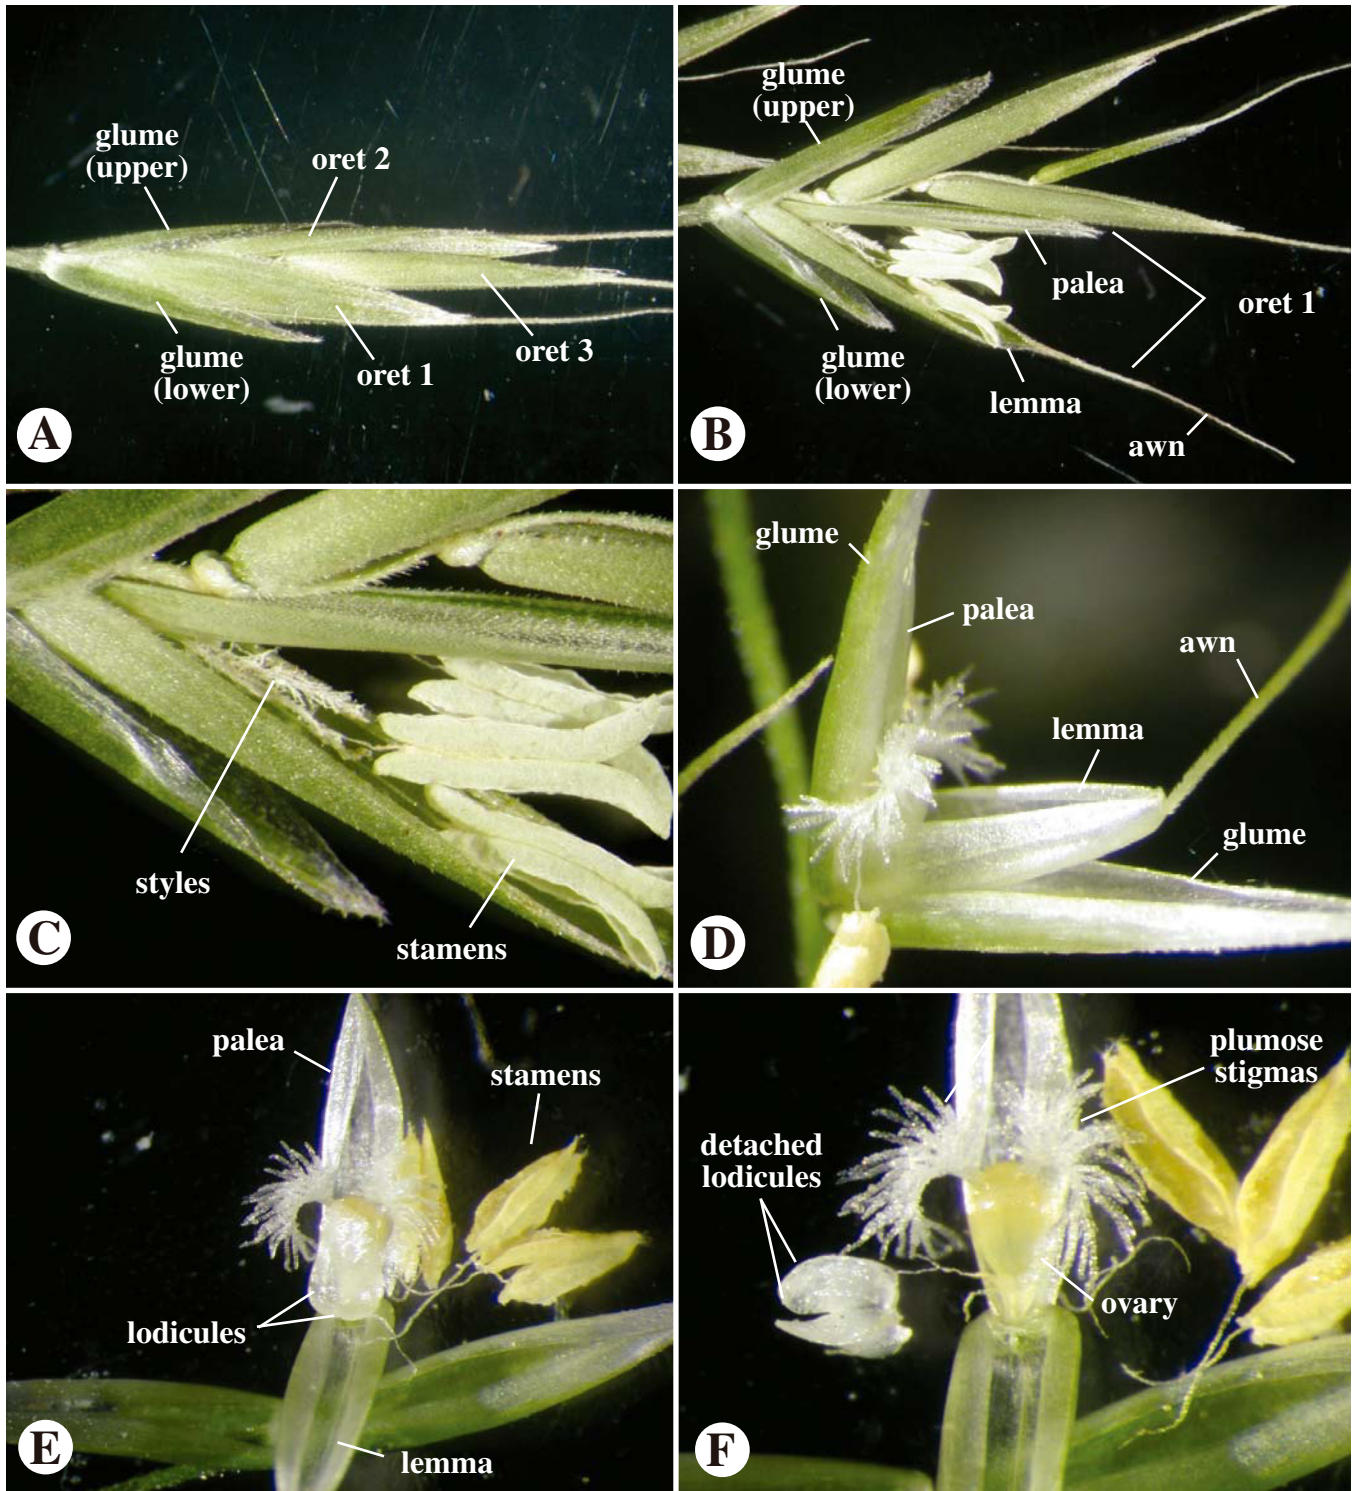 glume
(upper)
oret 2
glume
(lower)
oret 1
oret 3
A
glume
(upper)
palea
oret 1
glume
(lower)
lemma
awn
B
styles
stamens
C
glume
palea
awn
lemma
glume
D
palea
stamens
lodicules
lemma
E
plumose
stigmas
detached
lodicules
ovary
F